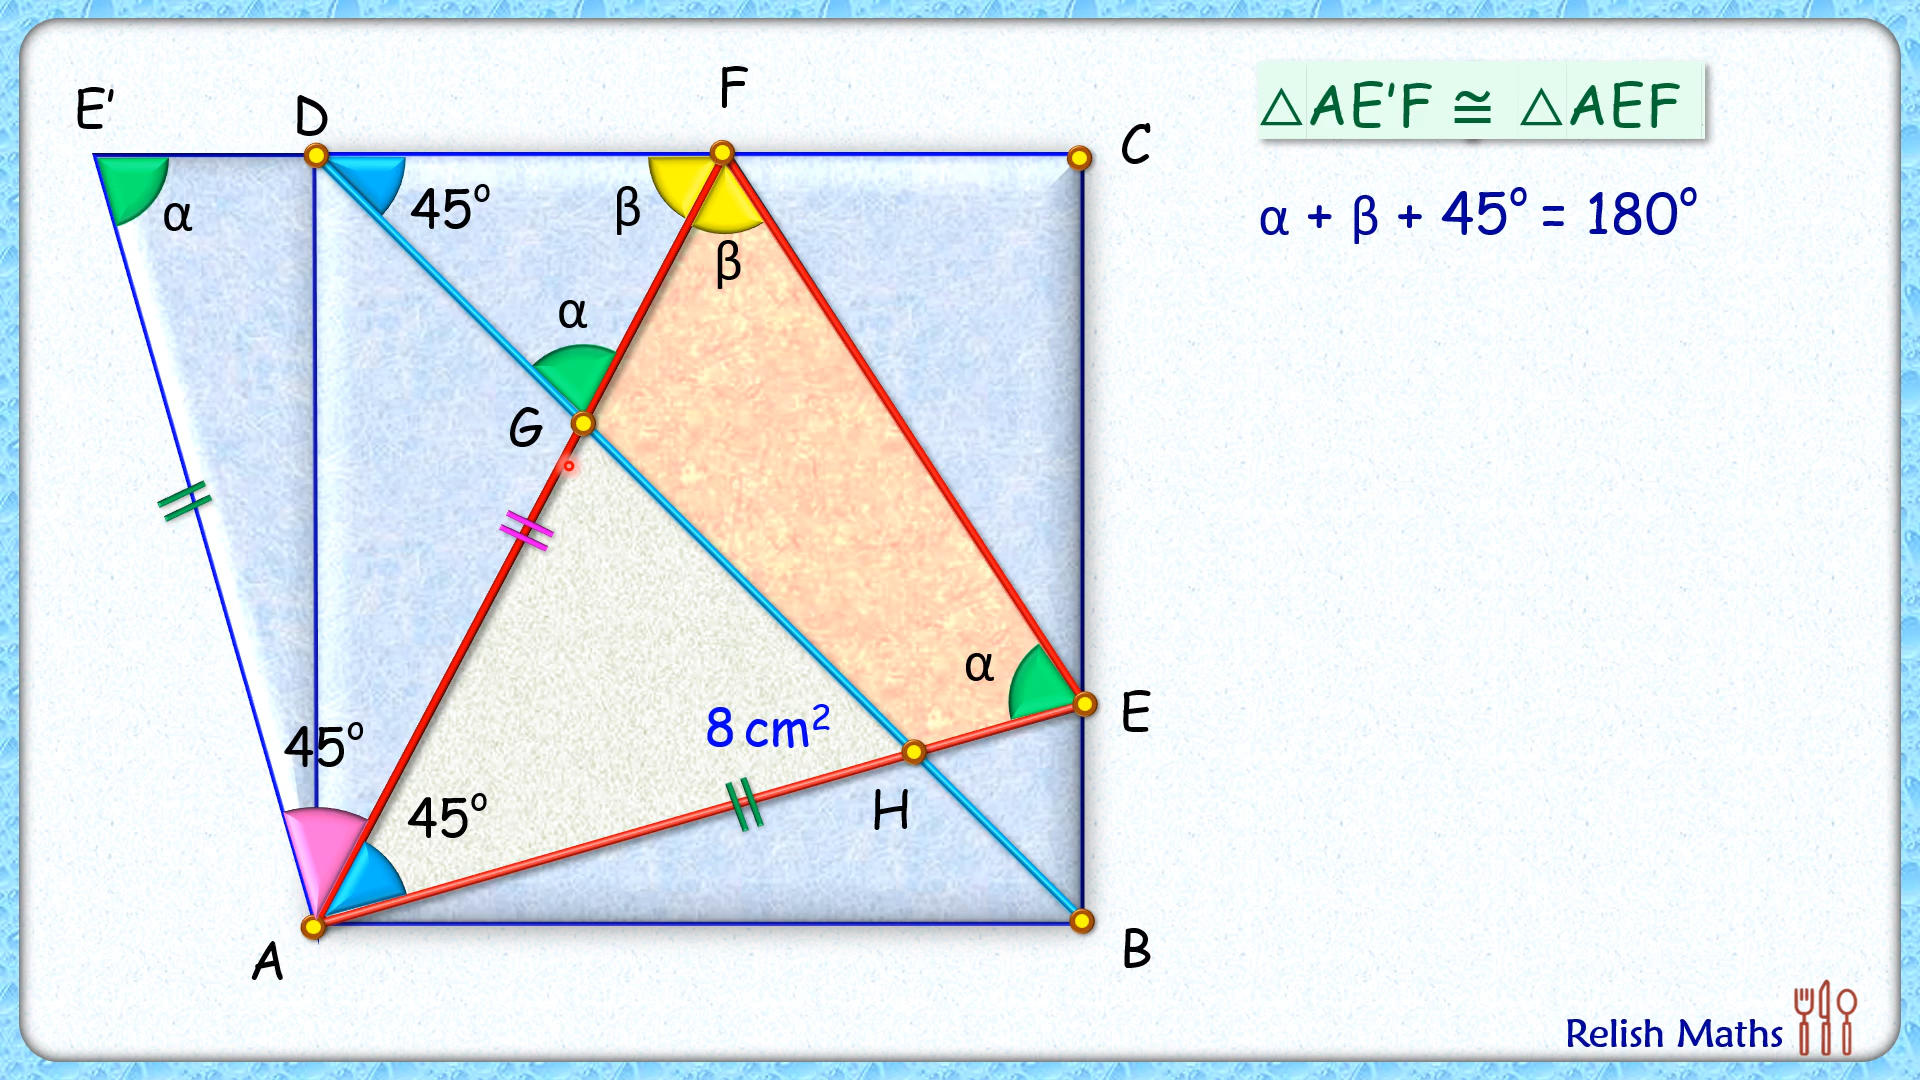 △AE'F ≅ △AEF
E'
D
F
C
α
45°
β
β
α + β + 45° = 180°
α
G
α
E
45°
8 cm²
45°
H
A
B
Relish Maths